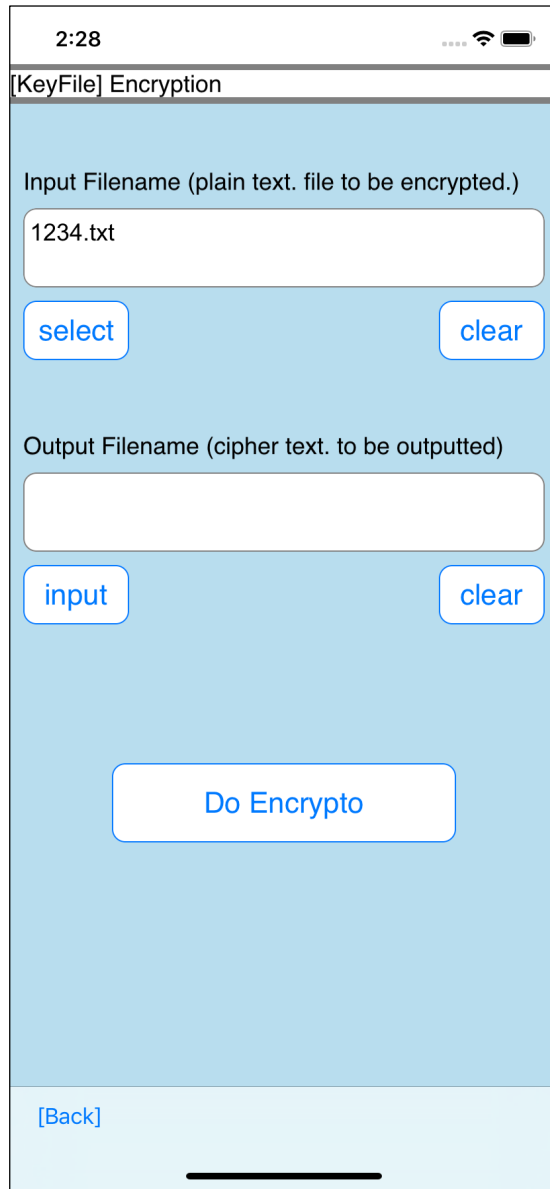 2:28
[KeyFile] Encryption
Input Filename (plain text. file to be encrypted.)
1234.txt
select clear
Output Filename (cipher text. to be outputted)
input clear
Do Encrypto
[Back]